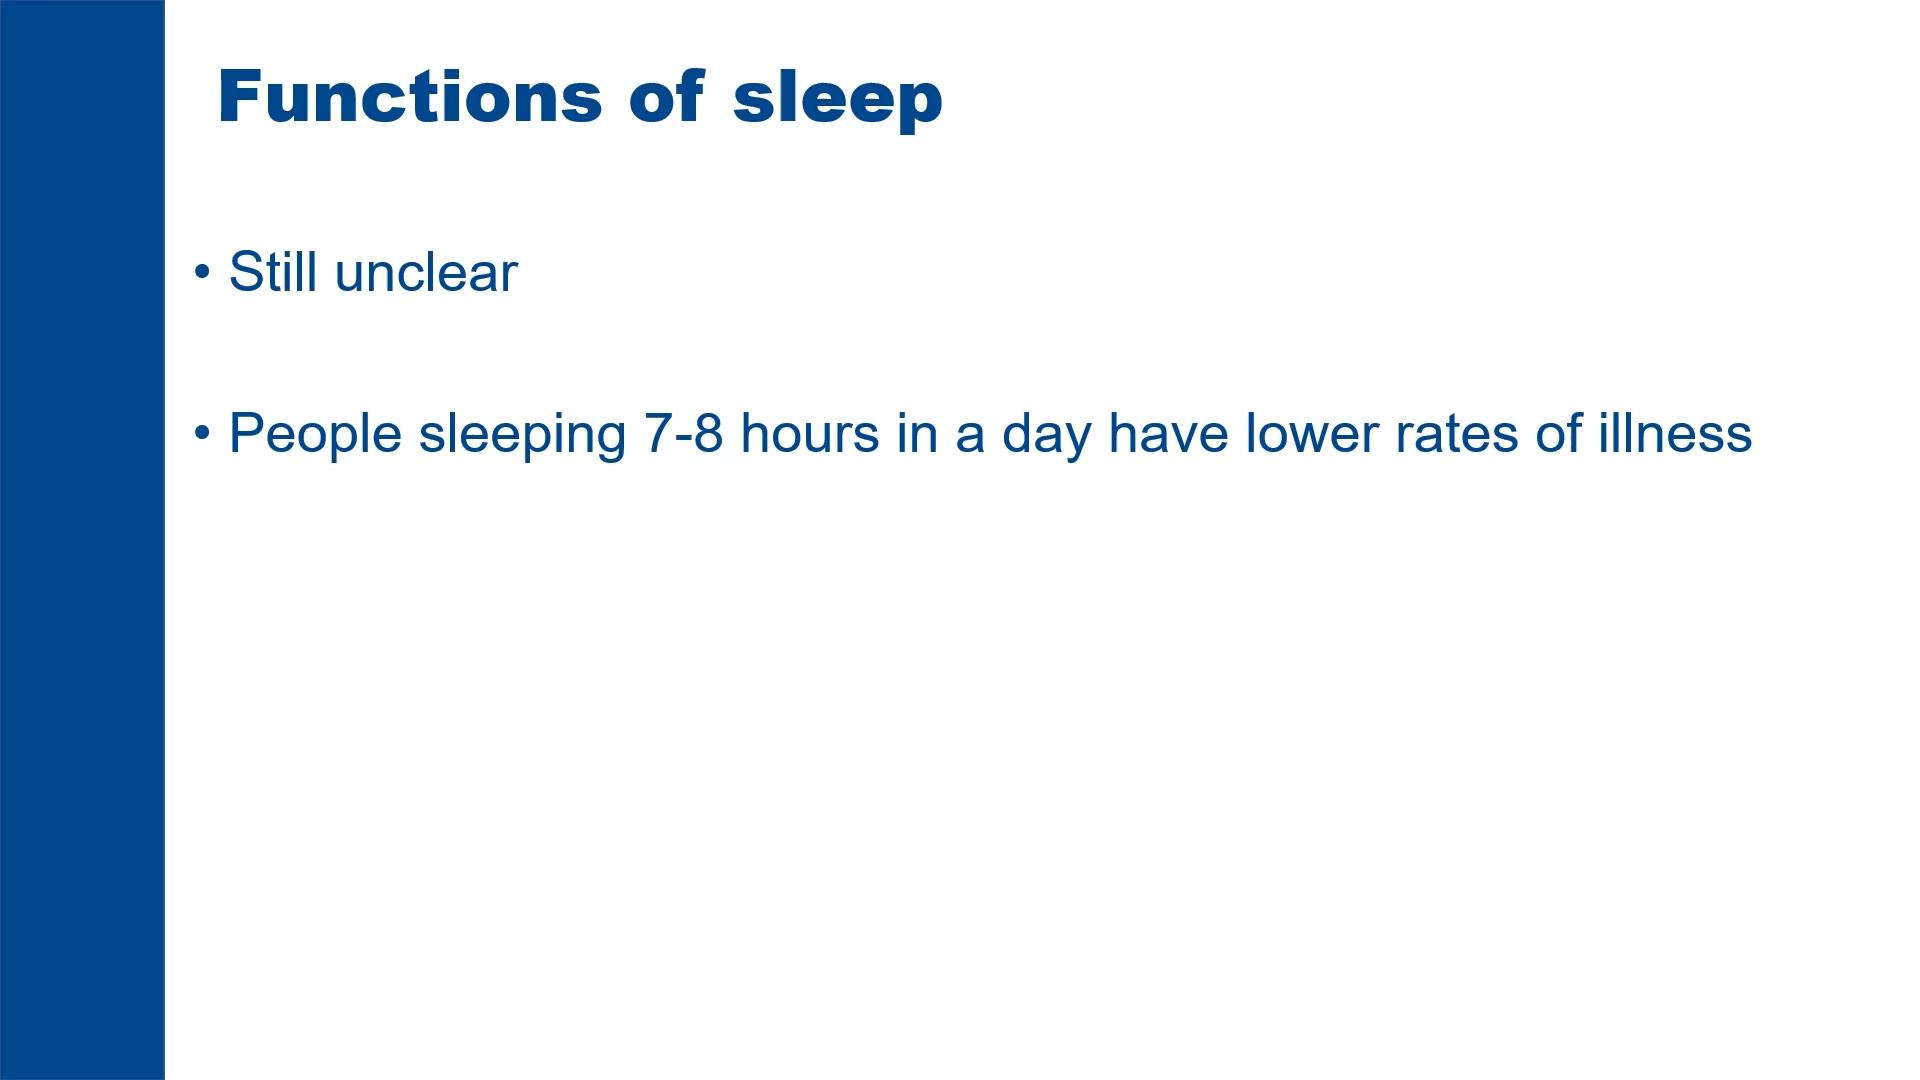 Functions of sleep
• Still unclear
• People sleeping 7-8 hours in a day have lower rates of illness